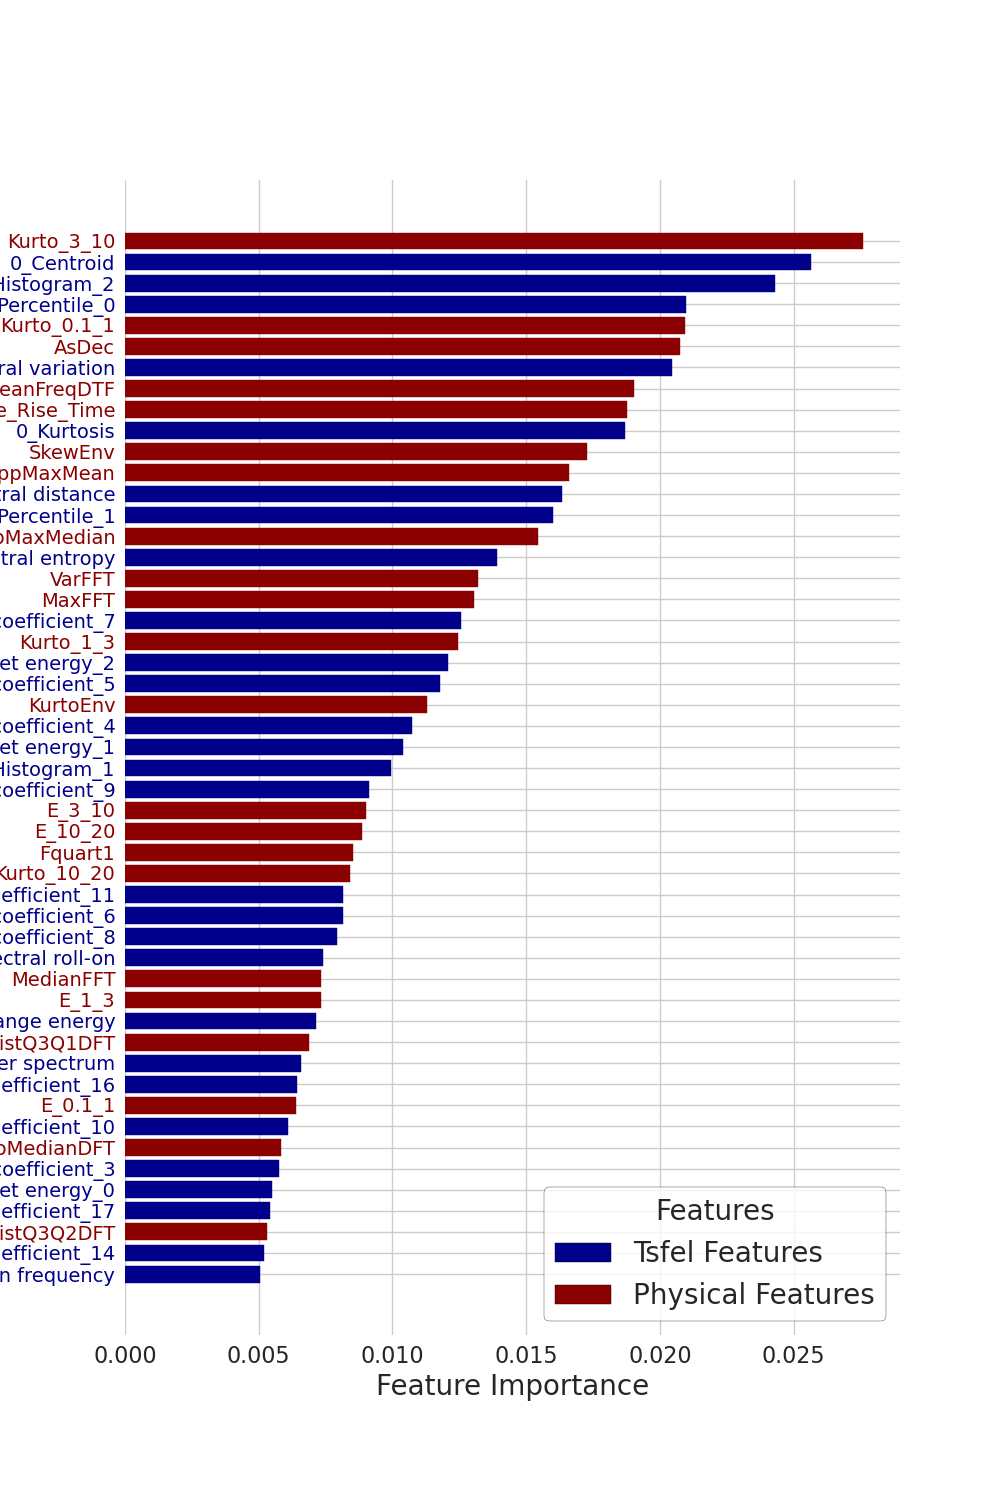 Kurto_3_10
0_Centroid
Histogram_2
Percentile_0
Kurto_0.1_1
AsDec
ral variation
eanFreqDTF
e_Rise_Time
0_Kurtosis
SkewEnv
ppMaxMean
tral distance
Percentile_1
pMaxMedian
tral entropy
VarFFT
MaxFFT
coefficient_7
Kurto_1_3
et energy_2
coefficient_5
KurtoEnv
coefficient_4
et energy_1
Histogram_1
coefficient_9
E_3_10
E_10_20
Fquart1
Kurto_10_20
efficient_11
coefficient_6
coefficient_8
ectral roll-on
MedianFFT
E_1_3
ange energy
istQ3Q1DFT
er spectrum
efficient_16
E_0.1_1
efficient_10
pMedianDFT
coefficient_3
et energy_0
efficient_17
istQ3Q2DFT
efficient_14
n frequency
Features
Tsfel Features
Physical Features
0.000 0.005 0.010 0.015 0.020 0.025
Feature Importance